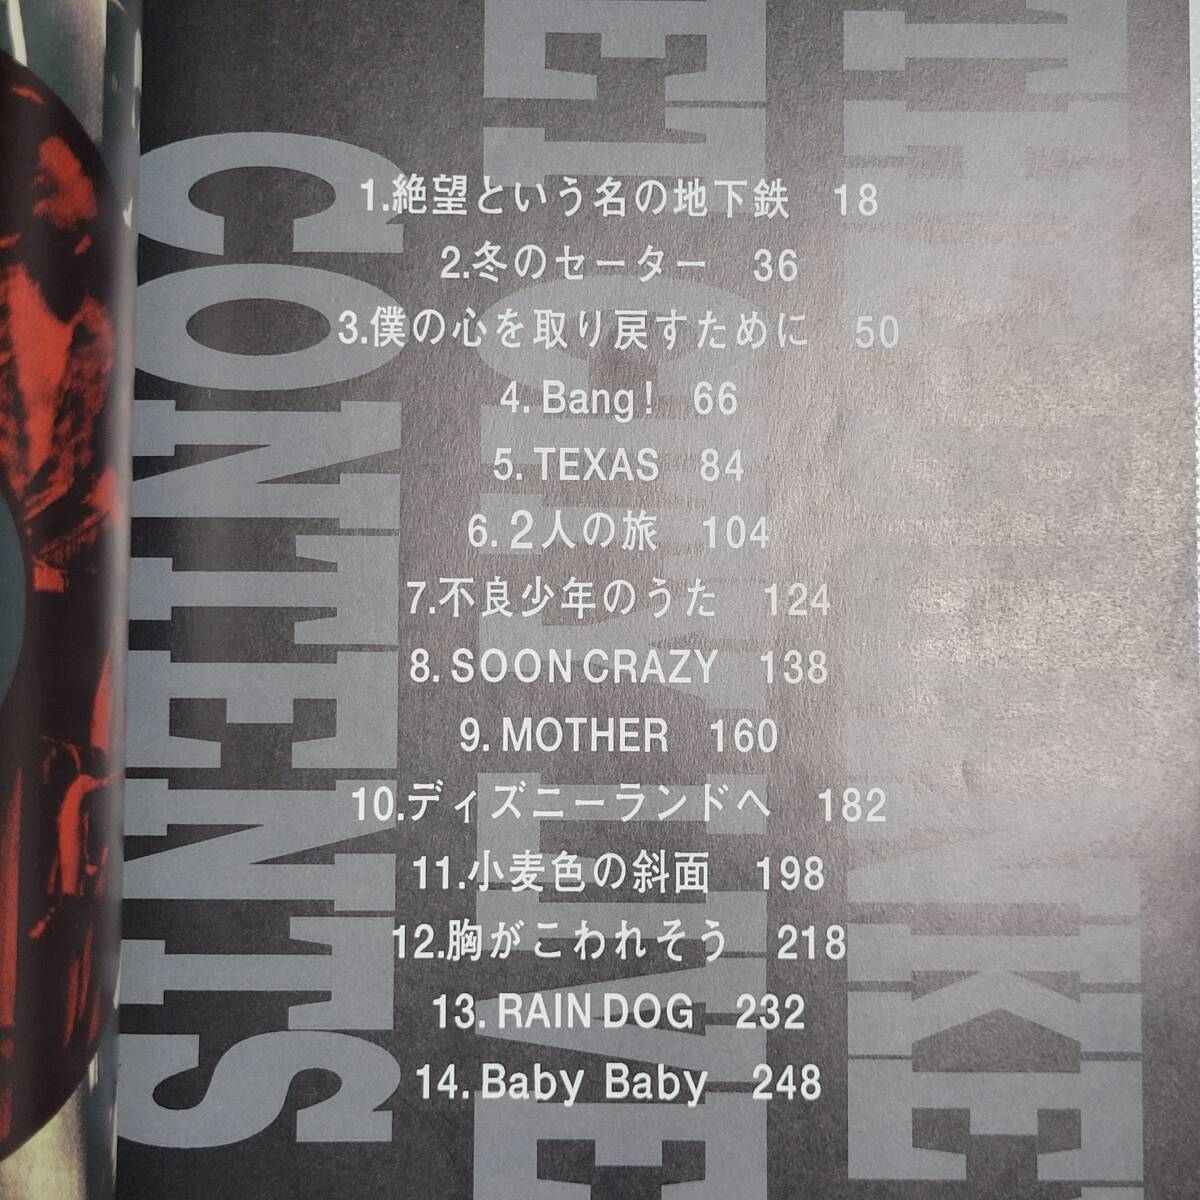 1.絶望という名の地下鉄 18
2.冬のセーター 36
3.僕の心を取り戻すために 50
4. Bang! 66
5. TEXAS 84
6. 2人の旅 104
7.不良少年のうた 124
8. SOON CRAZY 138
9. MOTHER 160
10.ディズニーランドへ 182
11.小麦色の斜面 198
12.胸がこわれそう 218
13. RAIN DOG 232
14. Baby Baby 248
CONTENTS